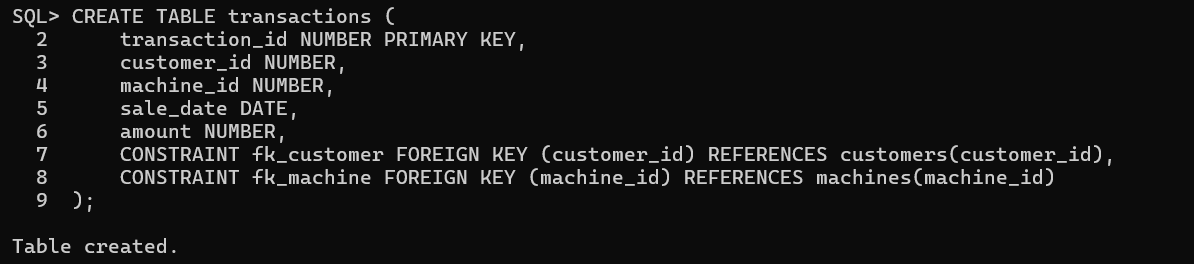 SQL> CREATE TABLE transactions (
  2      transaction_id NUMBER PRIMARY KEY,
  3      customer_id NUMBER,
  4      machine_id NUMBER,
  5      sale_date DATE,
  6      amount NUMBER,
  7      CONSTRAINT fk_customer FOREIGN KEY (customer_id) REFERENCES customers(customer_id),
  8      CONSTRAINT fk_machine FOREIGN KEY (machine_id) REFERENCES machines(machine_id)
  9  );
Table created.